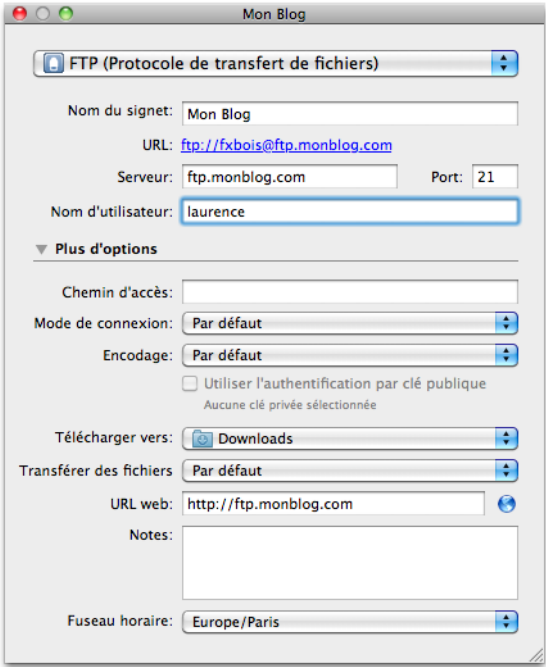 Mon Blog
FTP (Protocole de transfert de fichiers)
Nom du signet: Mon Blog
URL: ftp://fxbois@ftp.monblog.com
Serveur: ftp.monblog.com Port: 21
Nom d'utilisateur: laurence
Plus d'options
Chemin d'accès:
Mode de connexion: Par défaut
Encodage: Par défaut
Utiliser l'authentification par clé publique
Aucune clé privée sélectionnée
Télécharger vers: Downloads
Transférer des fichiers Par défaut
URL web: http://ftp.monblog.com
Notes:
Fuseau horaire: Europe/Paris